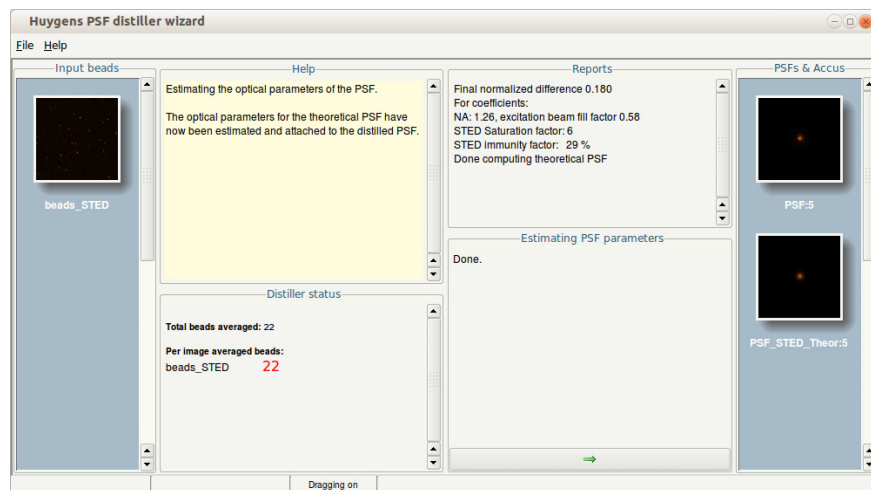 Huygens PSF distiller wizard
File Help
Input beads
beads_STED
Help
Estimating the optical parameters of the PSF.
The optical parameters for the theoretical PSF have
now been estimated and attached to the distilled PSF.
Distiller status
Total beads averaged: 22
Per image averaged beads:
beads_STED 22
Reports
Final normalized difference 0.180
For coefficients:
NA: 1.26, excitation beam fill factor 0.58
STED Saturation factor: 6
STED immunity factor: 29 %
Done computing theoretical PSF
Estimating PSF parameters
Done.
PSFs & Accus
PSF:5
PSF_STED_Theor:5
Dragging on